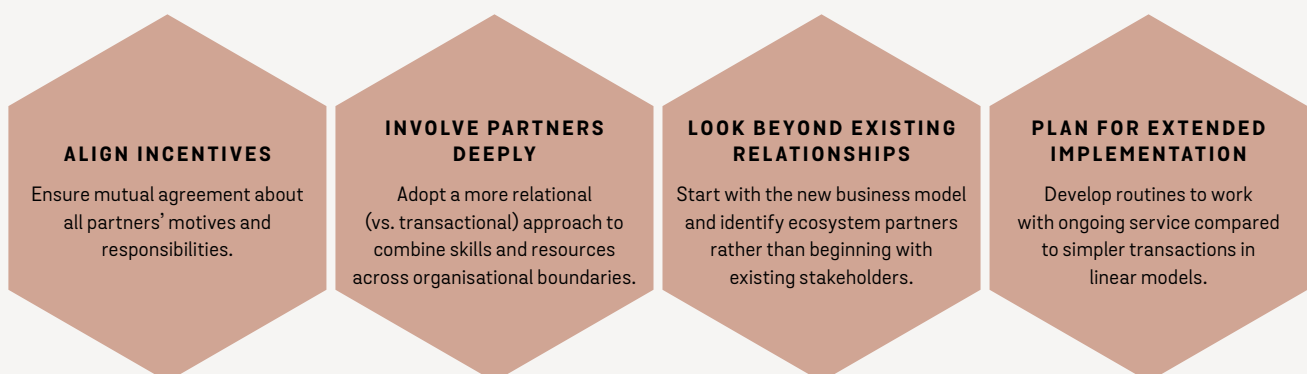 ALIGN INCENTIVES
Ensure mutual agreement about
all partners’ motives and
responsibilities.
INVOLVE PARTNERS
DEEPLY
Adopt a more relational
(vs. transactional) approach to
combine skills and resources
across organisational boundaries.
LOOK BEYOND EXISTING
RELATIONSHIPS
Start with the new business model
and identify ecosystem partners
rather than beginning with
existing stakeholders.
PLAN FOR EXTENDED
IMPLEMENTATION
Develop routines to work
with ongoing service compared
to simpler transactions in
linear models.